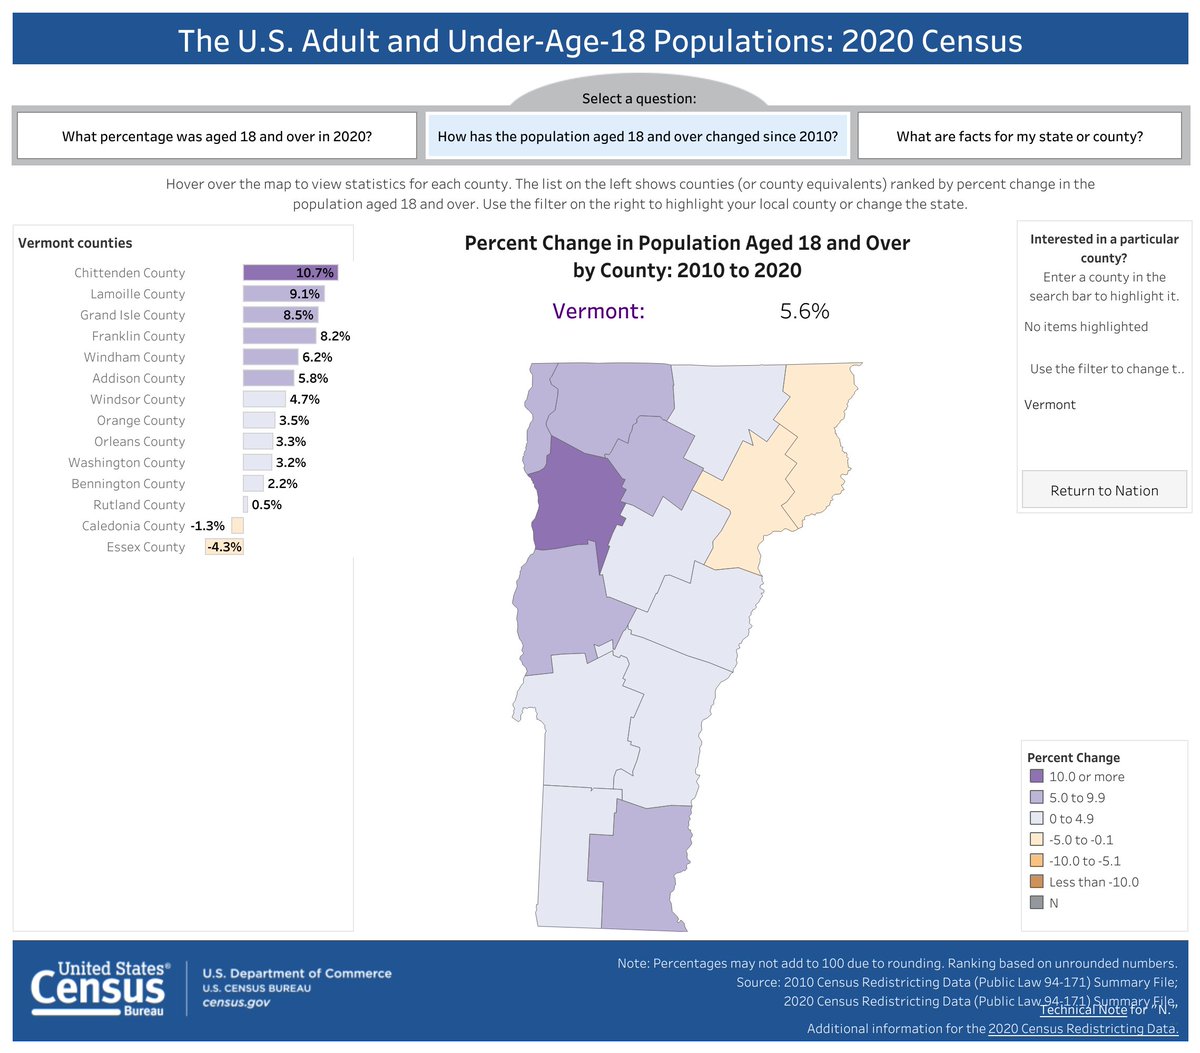 The U.S. Adult and Under-Age-18 Populations: 2020 Census
Select a question:
What percentage was aged 18 and over in 2020?
How has the population aged 18 and over changed since 2010?
What are facts for my state or county?
Hover over the map to view statistics for each county. The list on the left shows counties (or county equivalents) ranked by percent change in the
population aged 18 and over. Use the filter on the right to highlight your local county or change the state.
Vermont counties
Chittenden County 10.7%
Lamoille County 9.1%
Grand Isle County 8.5%
Franklin County 8.2%
Windham County 6.2%
Addison County 5.8%
Windsor County 4.7%
Orange County 3.5%
Orleans County 3.3%
Washington County 3.2%
Bennington County 2.2%
Rutland County 0.5%
Caledonia County -1.3%
Essex County -4.3%
Percent Change in Population Aged 18 and Over
by County: 2010 to 2020
Vermont: 5.6%
Interested in a particular
county?
Enter a county in the
search bar to highlight it.
No items highlighted
Use the filter to change t..
Vermont
Return to Nation
Percent Change
10.0 or more
5.0 to 9.9
0 to 4.9
-5.0 to -0.1
-10.0 to -5.1
Less than -10.0
N
United States®
Census
Bureau
U.S. Department of Commerce
U.S. CENSUS BUREAU
census.gov
Note: Percentages may not add to 100 due to rounding. Ranking based on unrounded numbers.
Source: 2010 Census Redistricting Data (Public Law 94-171) Summary File;
2020 Census Redistricting Data (Public Law 94-171) Summary File.
Technical Note for "N."
Additional information for the 2020 Census Redistricting Data.